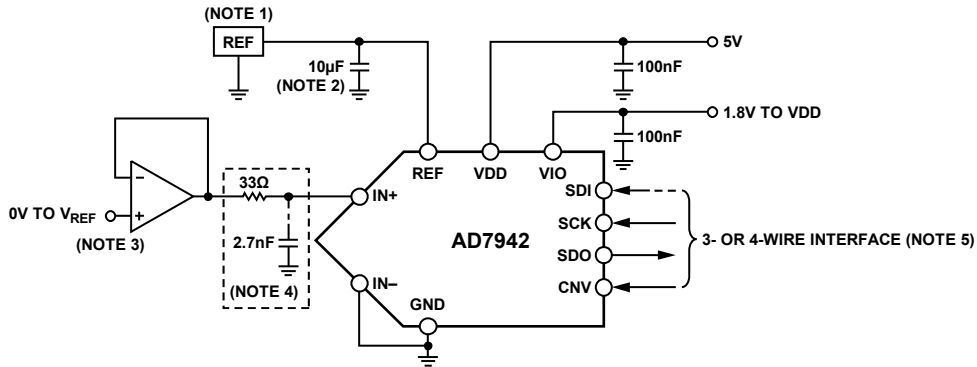 (NOTE 1)
REF
5V
10µF
(NOTE 2)
100nF
1.8V TO VDD
100nF
REF
VDD
VIO
SDI
33Ω
IN+
–
+
0V TO VREF
(NOTE 3)
SCK
AD7942
3- OR 4-WIRE INTERFACE (NOTE 5)
2.7nF
SDO
IN–
CNV
(NOTE 4)
GND